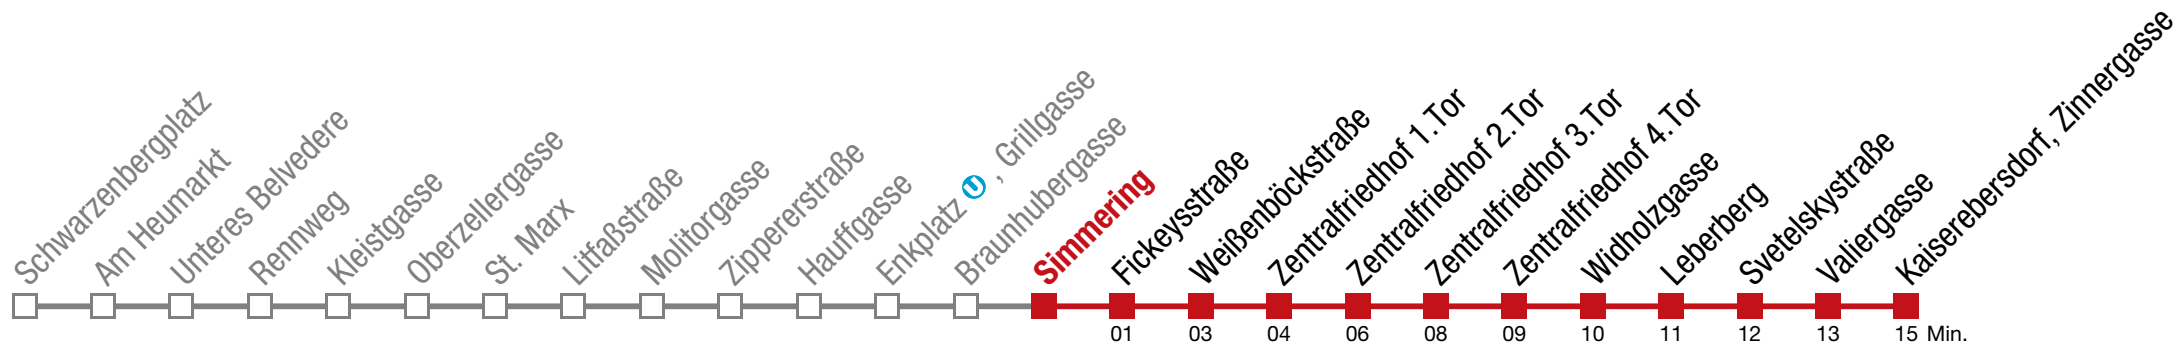 Schwarzenbergplatz
Am Heumarkt
Unteres Belvedere
Rennweg
Kleistgasse
Oberzellergasse
St. Marx
Litfaßstraße
Molitorgasse
Zippererstraße
Hauffgasse
Enkplatz U , Grillgasse
Braunhubergasse
Simmering
Fickeysstraße
Weißenböckstraße
Zentralfriedhof 1.Tor
Zentralfriedhof 2.Tor
Zentralfriedhof 3.Tor
Zentralfriedhof 4.Tor
Widholzgasse
Leberberg
Svetelskystraße
Valiergasse
Kaiserebersdorf, Zinnergasse
01 03 04 06 08 09 10 11 12 13 15 Min.